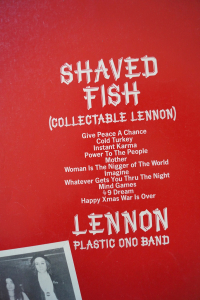 SHAVED
FISH
(COLLECTABLE LENNON)
Give Peace A Chance
Cold Turkey
Instant Karma
Power To The People
Mother
Woman Is The Nigger of The World
Imagine
Whatever Gets You Thru The Night
Mind Games
#9 Dream
Happy Xmas War Is Over
LENNON
PLASTIC ONO BAND